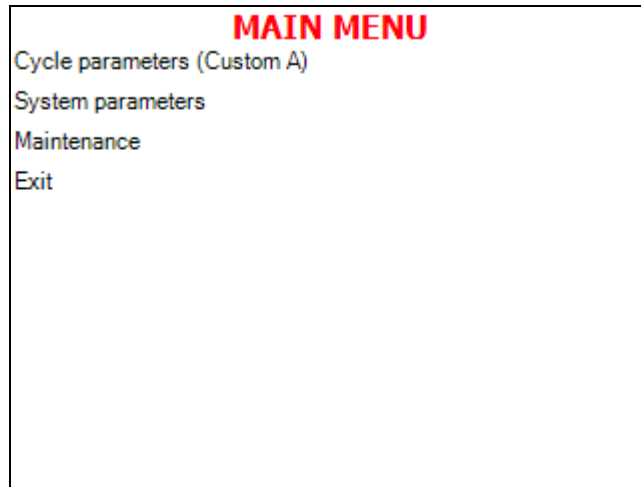 MAIN MENU
Cycle parameters (Custom A)
System parameters
Maintenance
Exit